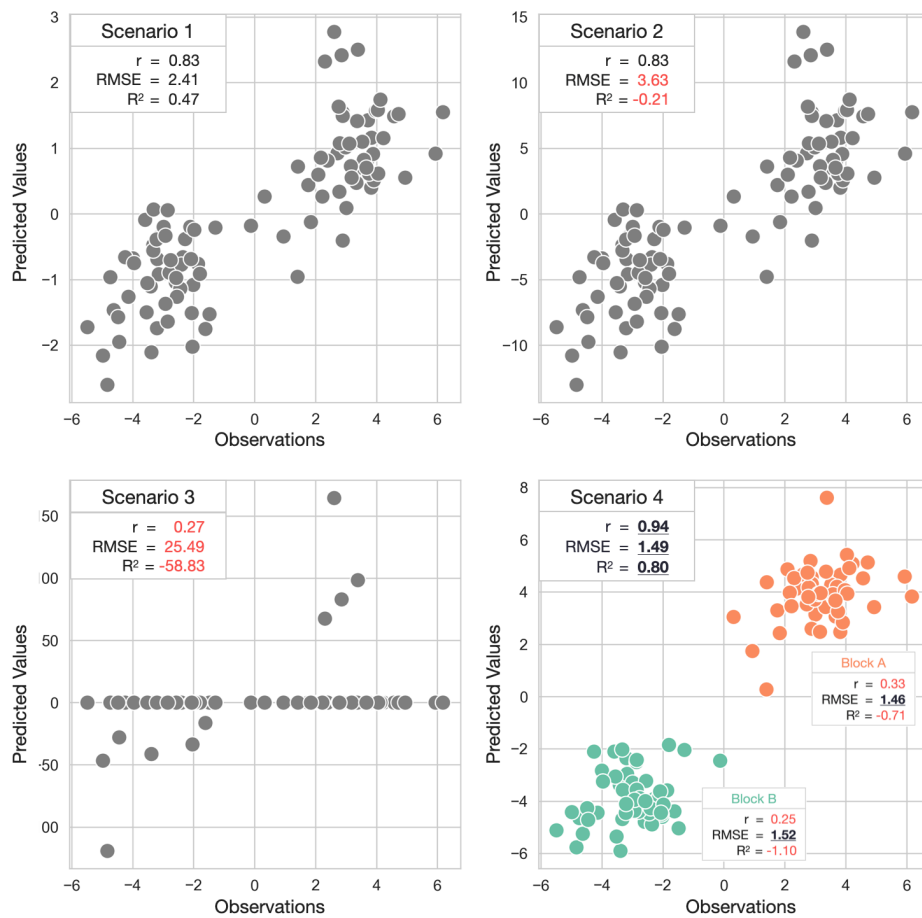 Scenario 1
r = 0.83
RMSE = 2.41
R² = 0.47
3
2
1
0
−1
−2
Predicted Values
−6 −4 −2 0 2 4 6
Observations
Scenario 2
r = 0.83
RMSE = 3.63
R² = -0.21
15
10
5
0
−5
−10
Predicted Values
−6 −4 −2 0 2 4 6
Observations
Scenario 3
r = 0.27
RMSE = 25.49
R² = -58.83
50
00
50
0
-50
00
Predicted Values
−6 −4 −2 0 2 4 6
Observations
Scenario 4
r = 0.94
RMSE = 1.49
R² = 0.80
8
6
4
2
0
−2
−4
−6
Predicted Values
Block A
r = 0.33
RMSE = 1.46
R² = -0.71
Block B
r = 0.25
RMSE = 1.52
R² = -1.10
−6 −4 −2 0 2 4 6
Observations